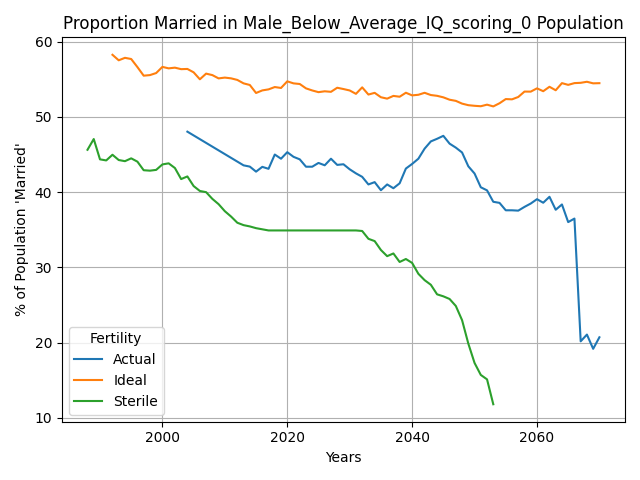 Proportion Married in Male_Below_Average_IQ_scoring_0 Population
% of Population 'Married'
60
50
40
30
20
10
Fertility
Actual
Ideal
Sterile
2000
2020
2040
2060
Years